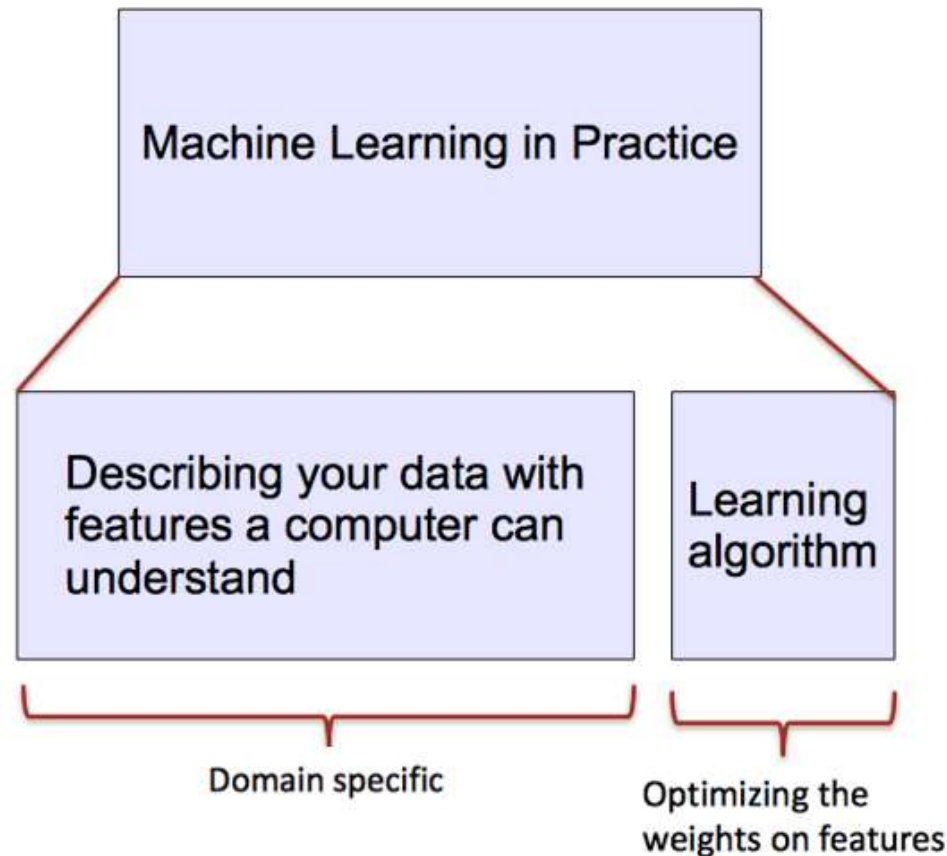 Machine Learning in Practice
Describing your data with
features a computer can
understand
Learning
algorithm
Domain specific
Optimizing the
weights on features